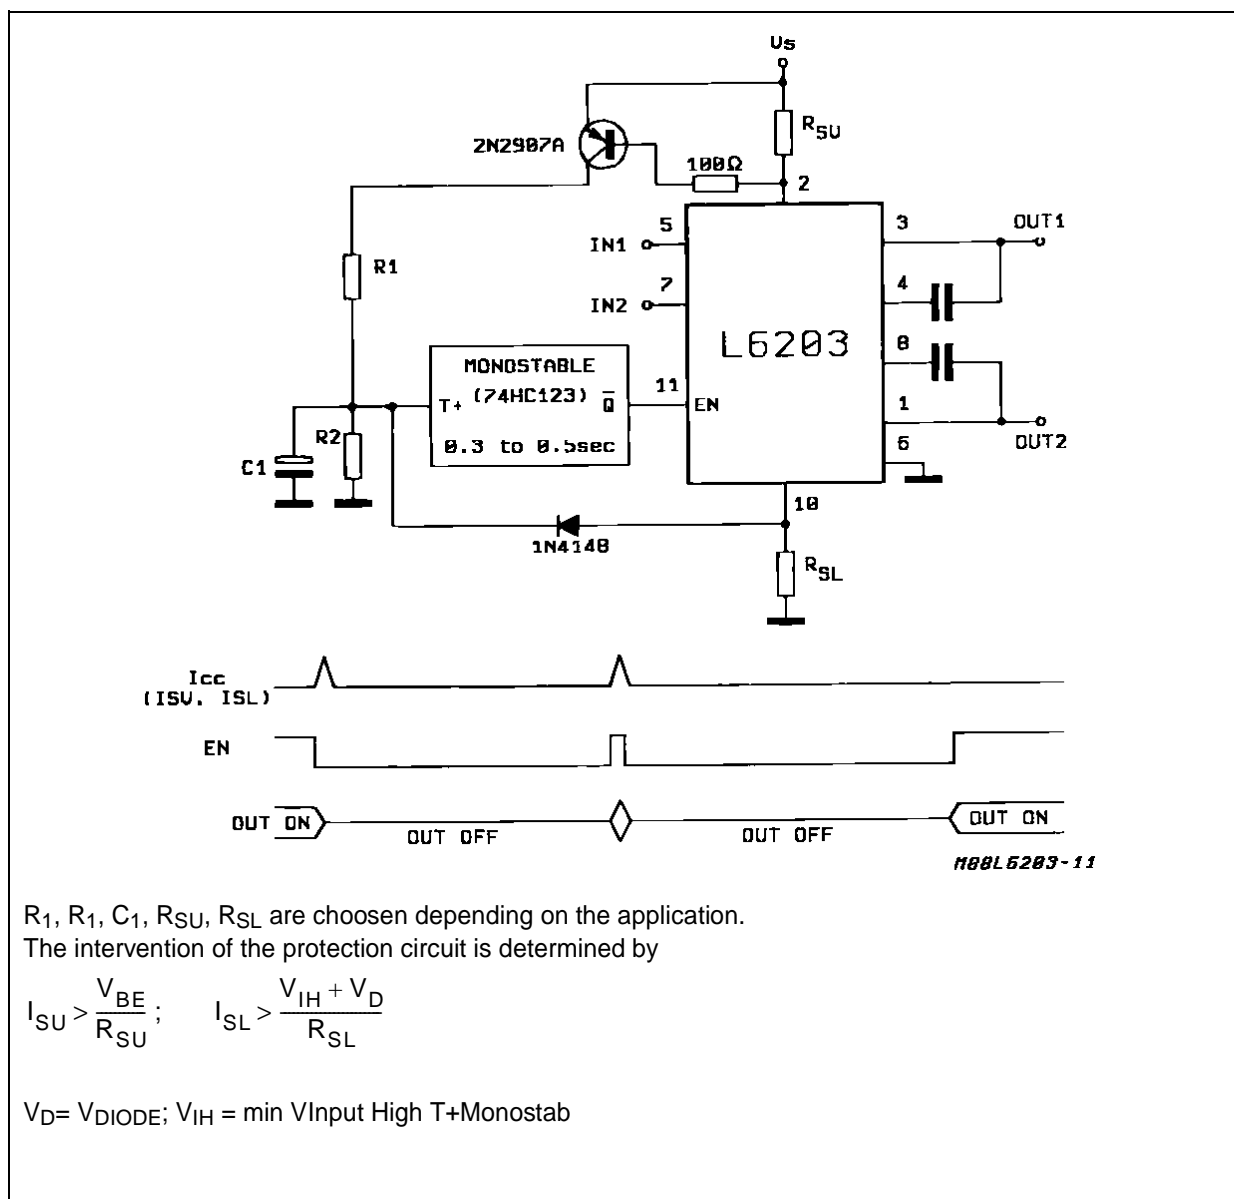 Vs
RSU
2N2907A
100Ω
2
5
IN1
3
OUT1
R1
7
IN2
4
L6203
8
MONOSTABLE
T+ (74HC123) Q̅
0.3 to 0.5sec
11
EN
1
OUT2
6
R2
C1
10
1N4148
RSL
Icc
(ISU, ISL)
EN
OUT ON
OUT OFF
OUT OFF
OUT ON
M88L6203-11
R1, R1, C1, RSU, RSL are choosen depending on the application.
The intervention of the protection circuit is determined by
ISU > VBE / RSU ; ISL > VIH + VD / RSL
VD= VDIODE; VIH = min VInput High T+Monostab